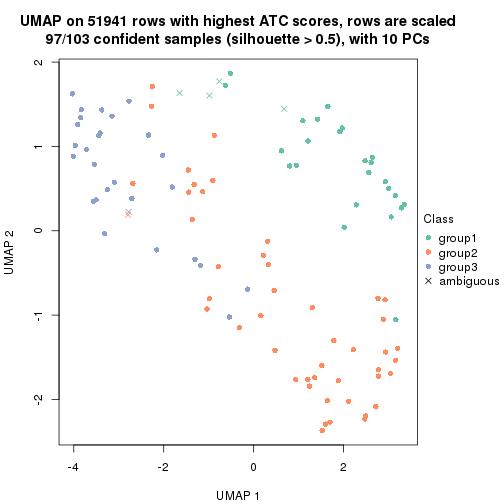 UMAP on 51941 rows with highest ATC scores, rows are scaled
97/103 confident samples (silhouette > 0.5), with 10 PCs
2
1
0
-1
-2
UMAP 2
Class
group1
group2
group3
ambiguous
-4
-2
0
2
UMAP 1